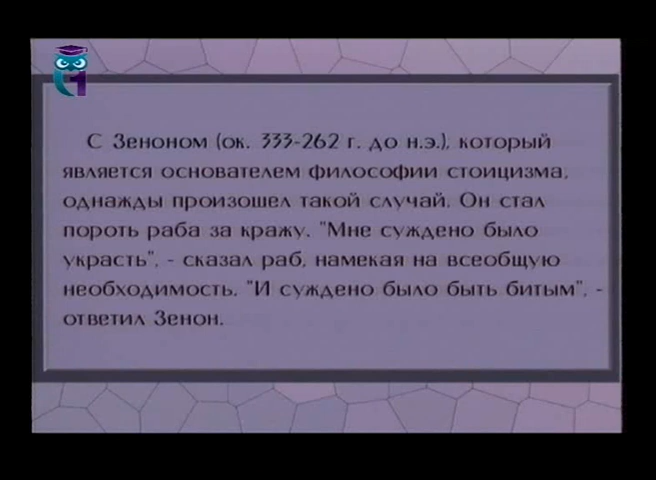 С Зеноном (ок. 333-262 г. до н.э.), который
является основателем философии стоицизма,
однажды произошел такой случай. Он стал
пороть раба за кражу. "Мне суждено было
украсть", - сказал раб, намекая на всеобщую
необходимость. "И суждено было быть битым", -
ответил Зенон.